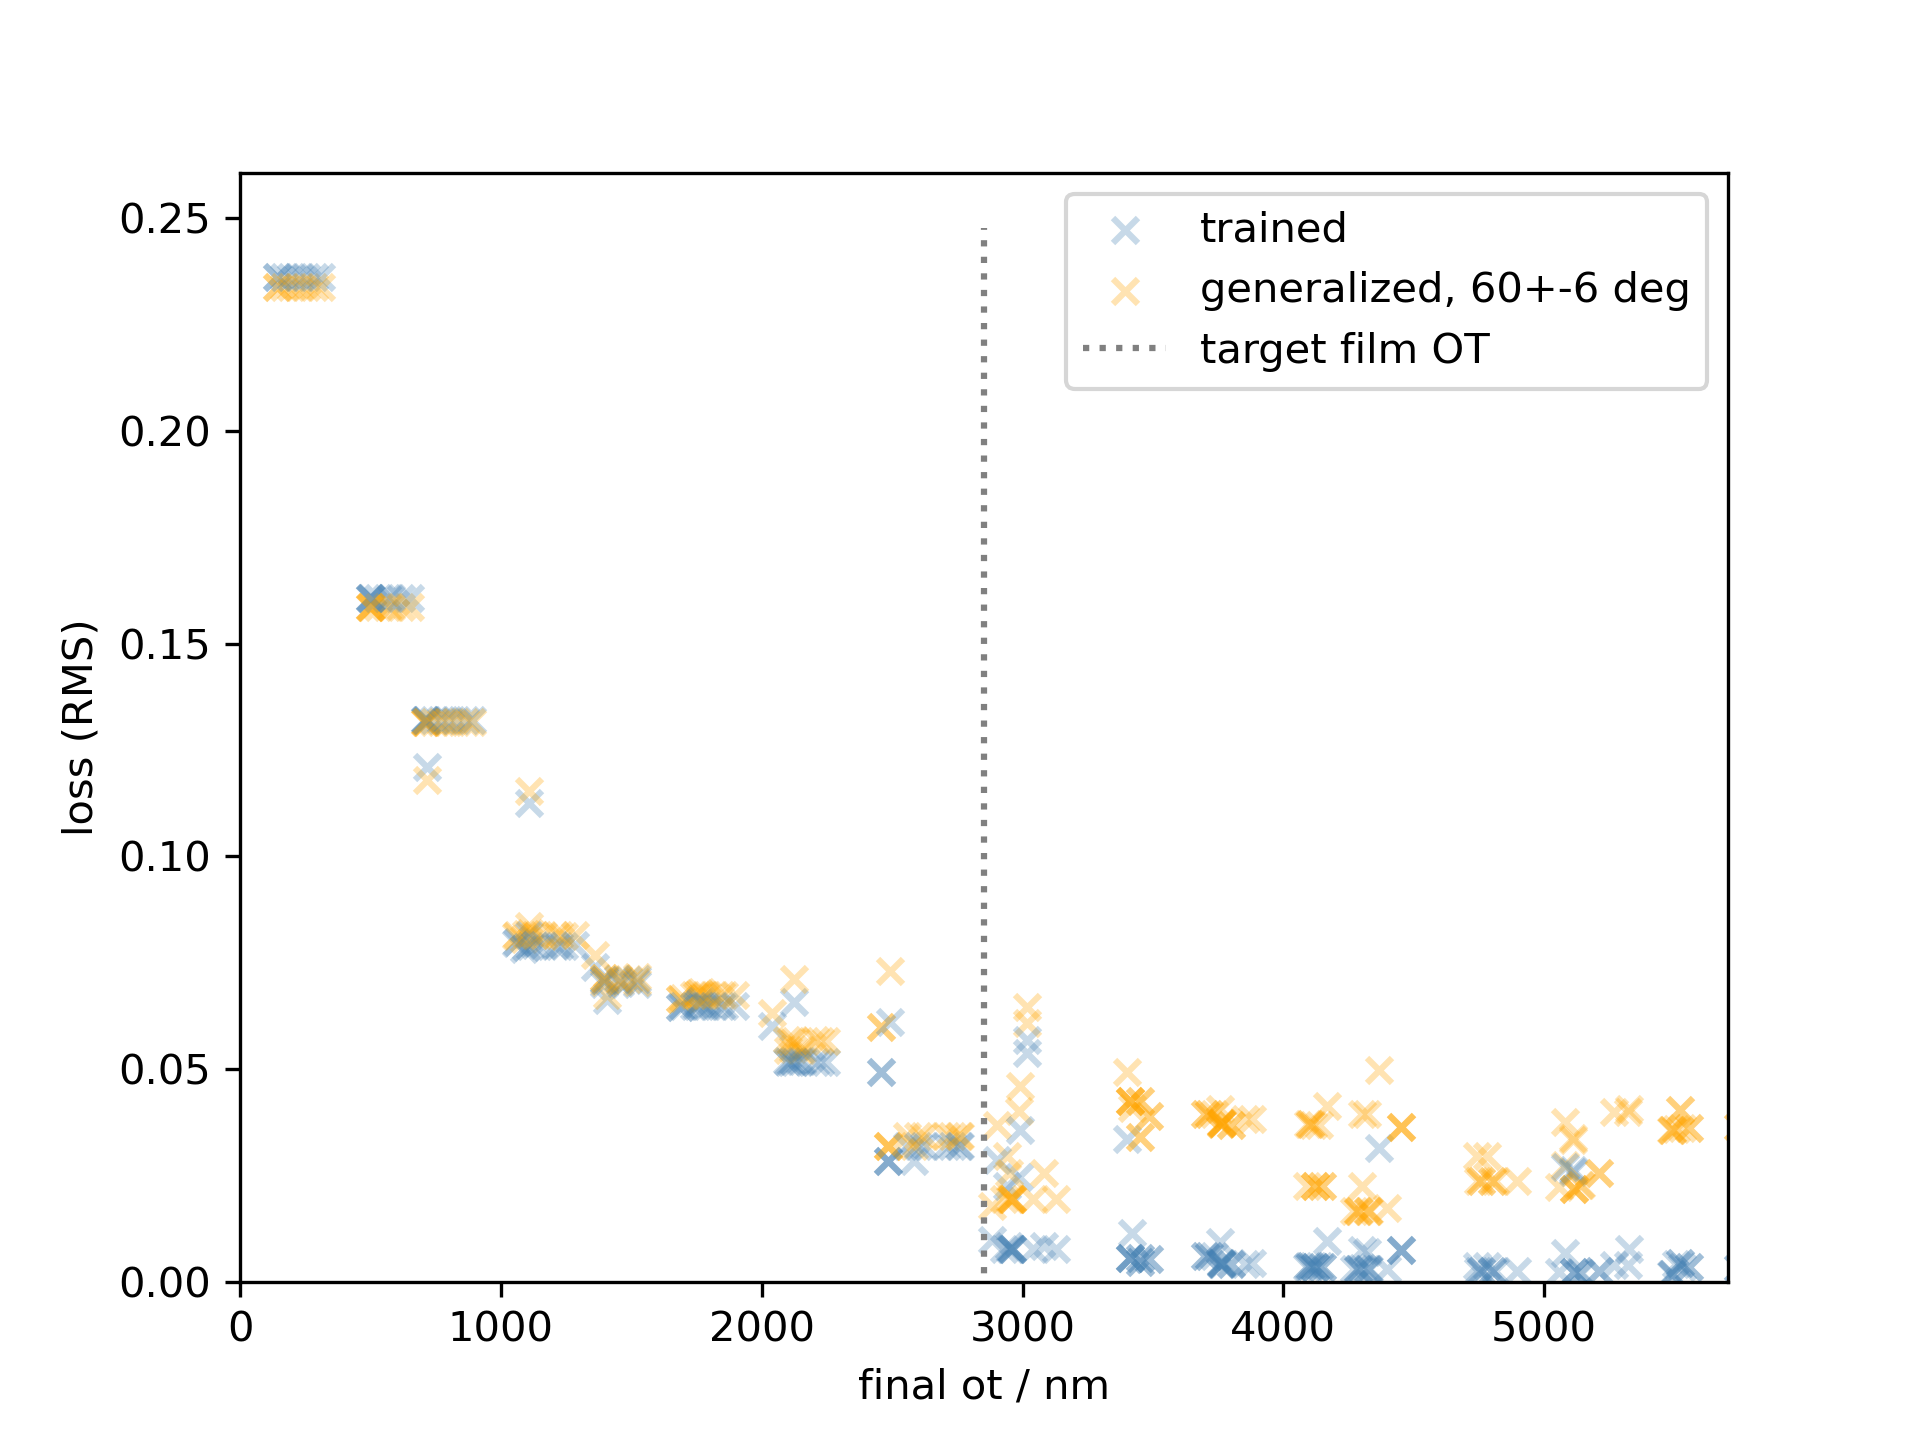 0.25
0.20
0.15
0.10
0.05
0.00
loss (RMS)
trained
generalized, 60+-6 deg
target film OT
0 1000 2000 3000 4000 5000
final ot / nm